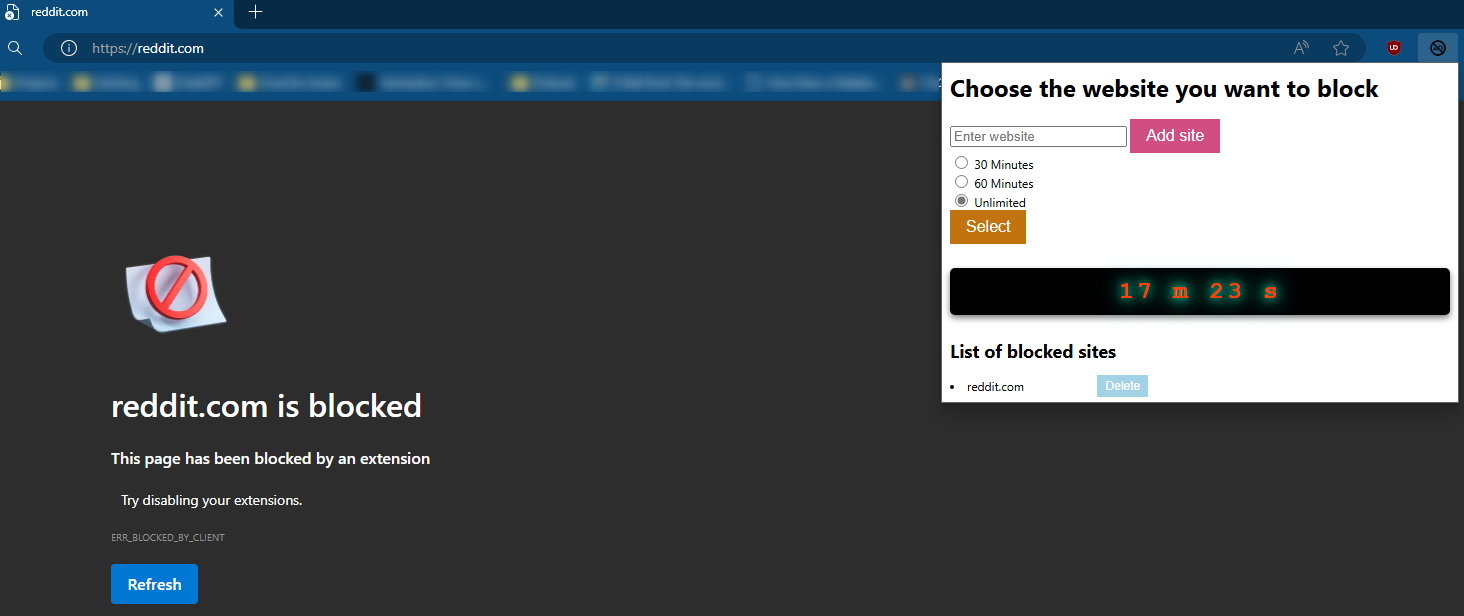 reddit.com
https://reddit.com
Choose the website you want to block
Enter website
Add site
30 Minutes
60 Minutes
Unlimited
Select
17 m 23 s
List of blocked sites
reddit.com
Delete
reddit.com is blocked
This page has been blocked by an extension
Try disabling your extensions.
ERR_BLOCKED_BY_CLIENT
Refresh